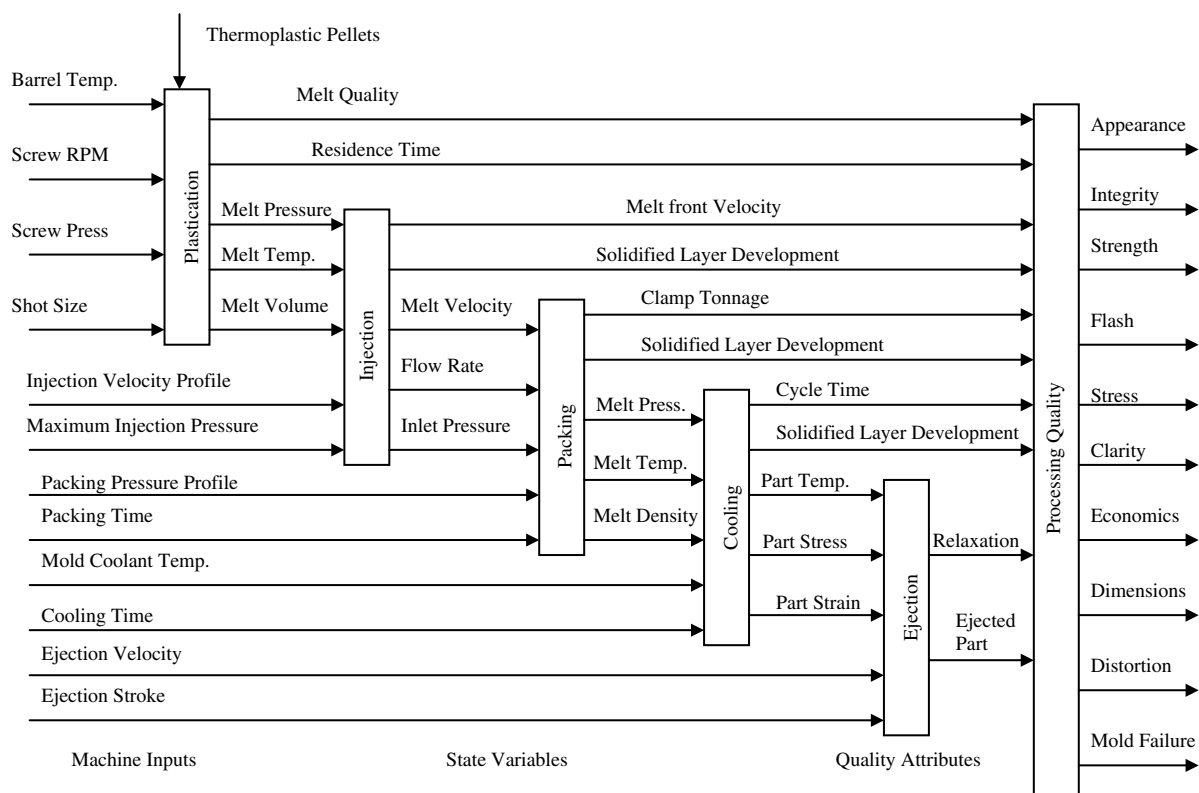 Thermoplastic Pellets
Barrel Temp.
Melt Quality
Appearance
Screw RPM
Residence Time
Plastication
Integrity
Melt Pressure
Melt front Velocity
Screw Press
Melt Temp.
Solidified Layer Development
Strength
Shot Size
Melt Volume
Melt Velocity
Clamp Tonnage
Flash
Injection
Solidified Layer Development
Injection Velocity Profile
Flow Rate
Cycle Time
Stress
Melt Press.
Maximum Injection Pressure
Inlet Pressure
Packing
Solidified Layer Development
Processing Quality
Clarity
Packing Pressure Profile
Melt Temp.
Part Temp.
Packing Time
Melt Density
Cooling
Economics
Part Stress
Relaxation
Mold Coolant Temp.
Part Strain
Ejection
Dimensions
Cooling Time
Ejected
Part
Ejection Velocity
Distortion
Ejection Stroke
Mold Failure
Machine Inputs
State Variables
Quality Attributes